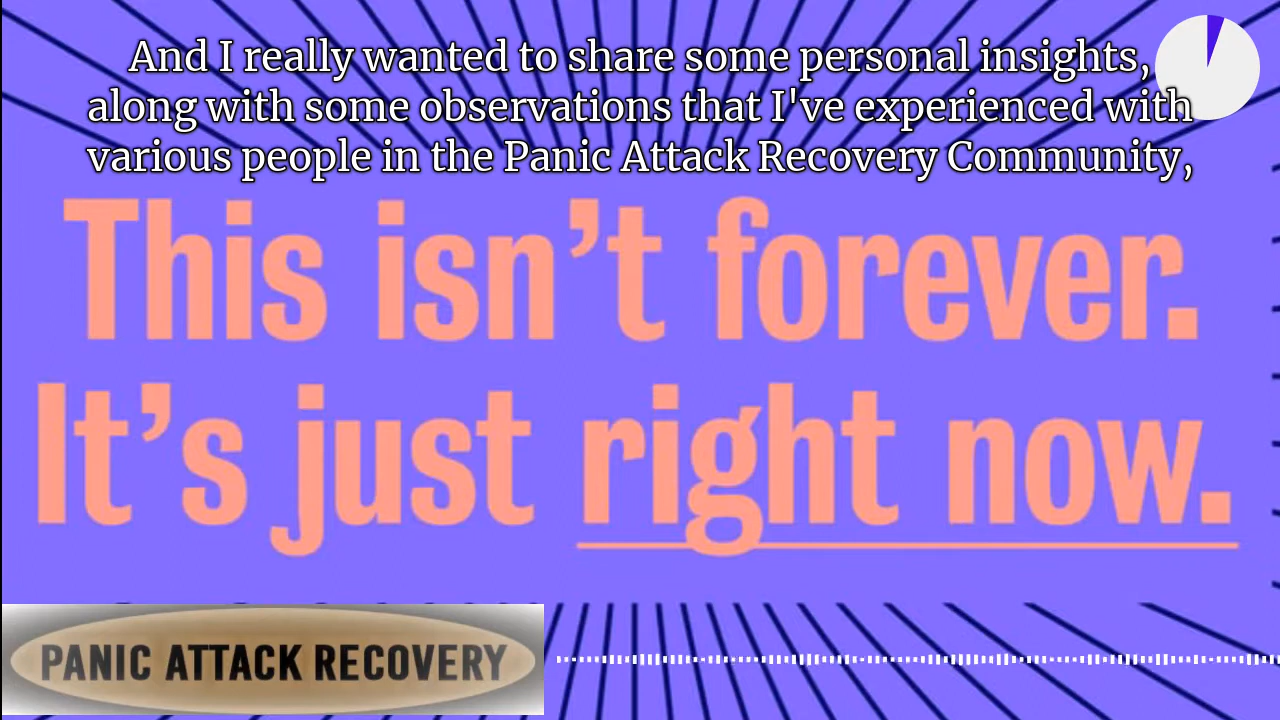 And I really wanted to share some personal insights,
along with some observations that I've experienced with
various people in the Panic Attack Recovery Community,
This isn’t forever.
It’s just right now.
PANIC ATTACK RECOVERY